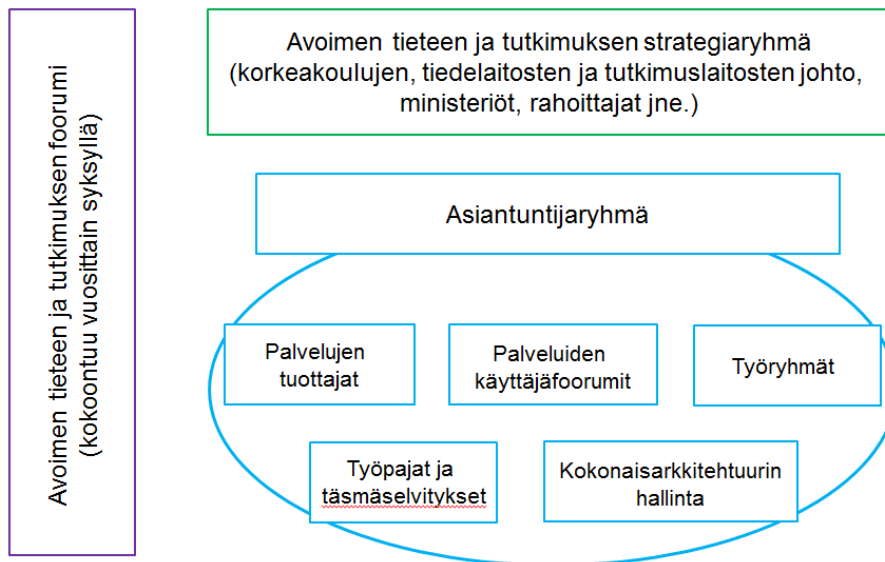 Avoimen tieteen ja tutkimuksen foorumi
(kokoontuu vuosittain syksyllä)
Avoimen tieteen ja tutkimuksen strategiaryhmä
(korkeakoulujen, tiedelaitosten ja tutkimuslaitosten johto,
ministeriöt, rahoittajat jne.)
Asiantuntijaryhmä
Palvelujen
tuottajat
Palveluiden
käyttäjäfoorumit
Työryhmät
Työpajat ja
täsmäselvitykset
Kokonaisarkkitehtuurin
hallinta